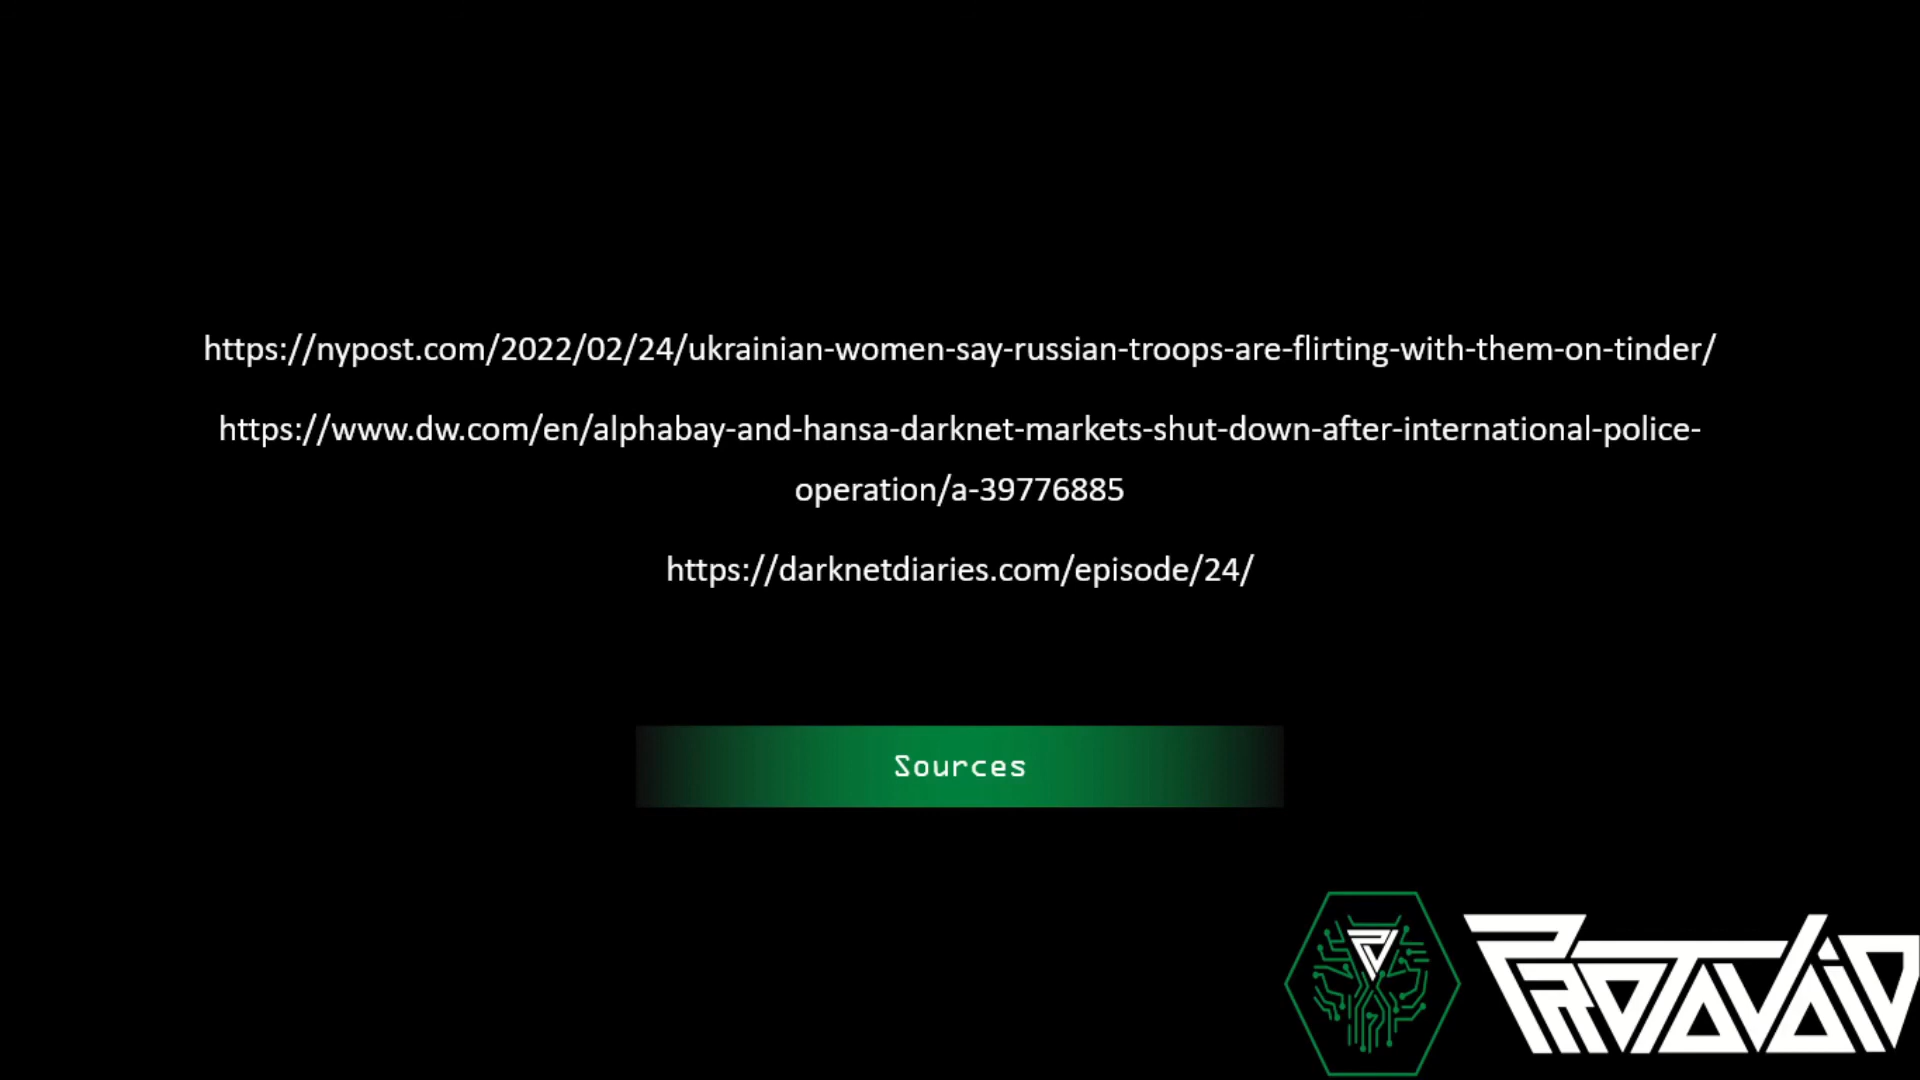 https://nypost.com/2022/02/24/ukrainian-women-say-russian-troops-are-flirting-with-them-on-tinder/
https://www.dw.com/en/alphabay-and-hansa-darknet-markets-shut-down-after-international-police-
operation/a-39776885
https://darknetdiaries.com/episode/24/
Sources
PROTOVOID